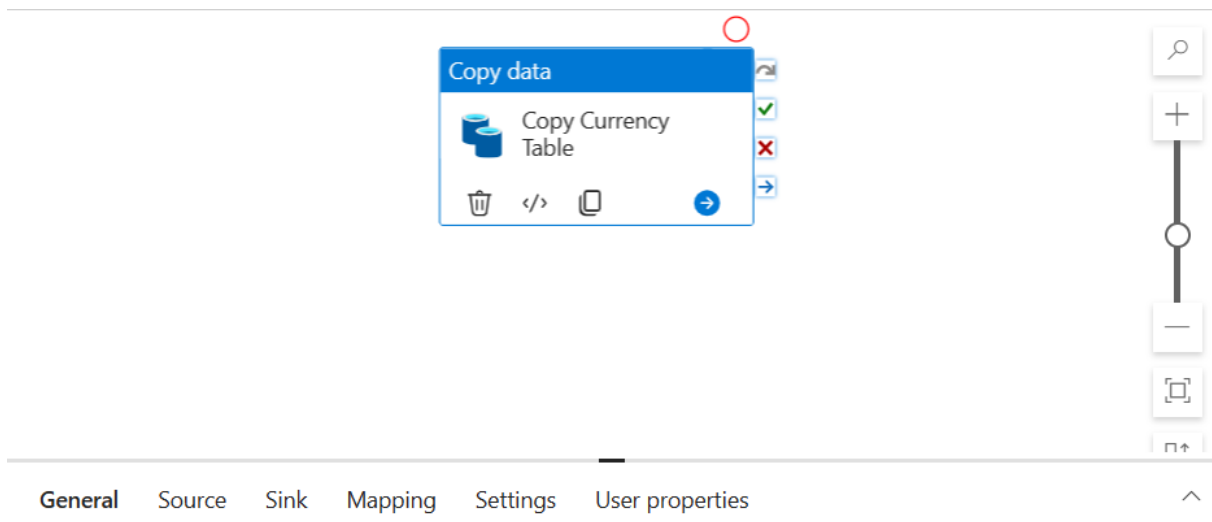 Copy data
Copy Currency
Table
General Source Sink Mapping Settings User properties